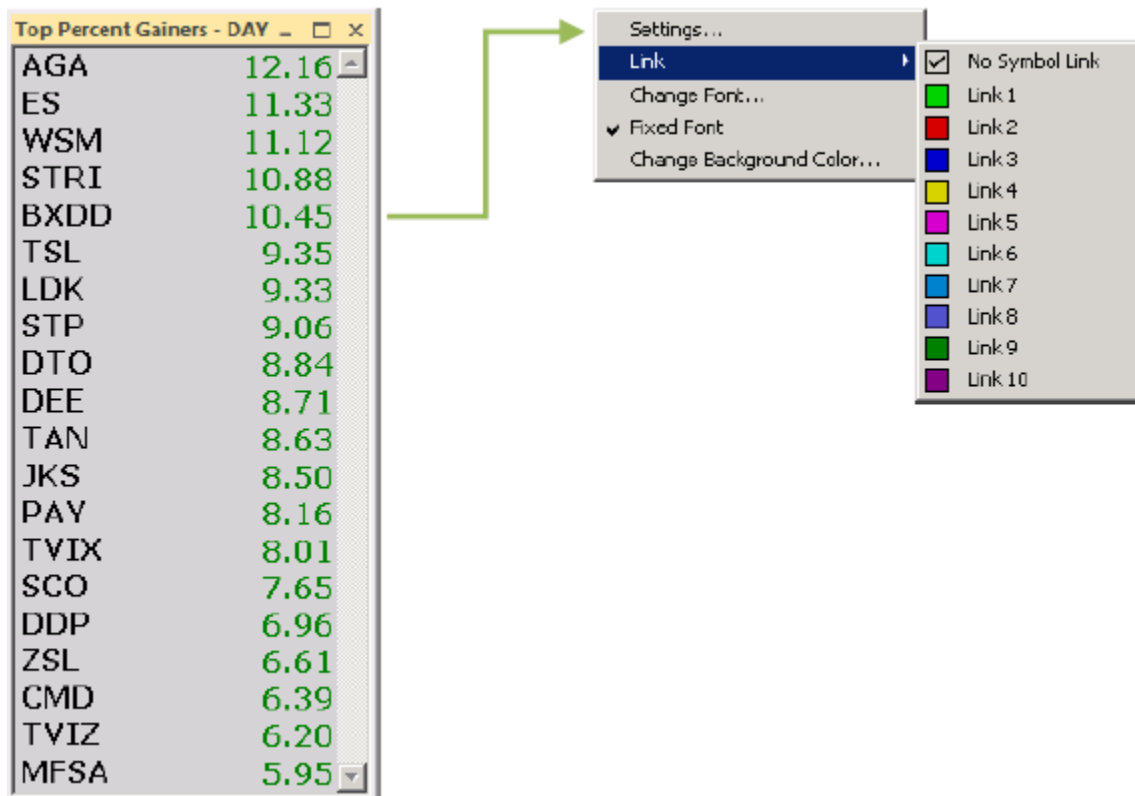 Top Percent Gainers - DAY
AGA 12.16
ES 11.33
WSM 11.12
STRI 10.88
BXDD 10.45
TSL 9.35
LDK 9.33
STP 9.06
DTO 8.84
DEE 8.71
TAN 8.63
JKS 8.50
PAY 8.16
TVIX 8.01
SCO 7.65
DDP 6.96
ZSL 6.61
CMD 6.39
TVIZ 6.20
MFSA 5.95
Settings...
Link
Change Font...
Fixed Font
Change Background Color...
No Symbol Link
Link 1
Link 2
Link 3
Link 4
Link 5
Link 6
Link 7
Link 8
Link 9
Link 10